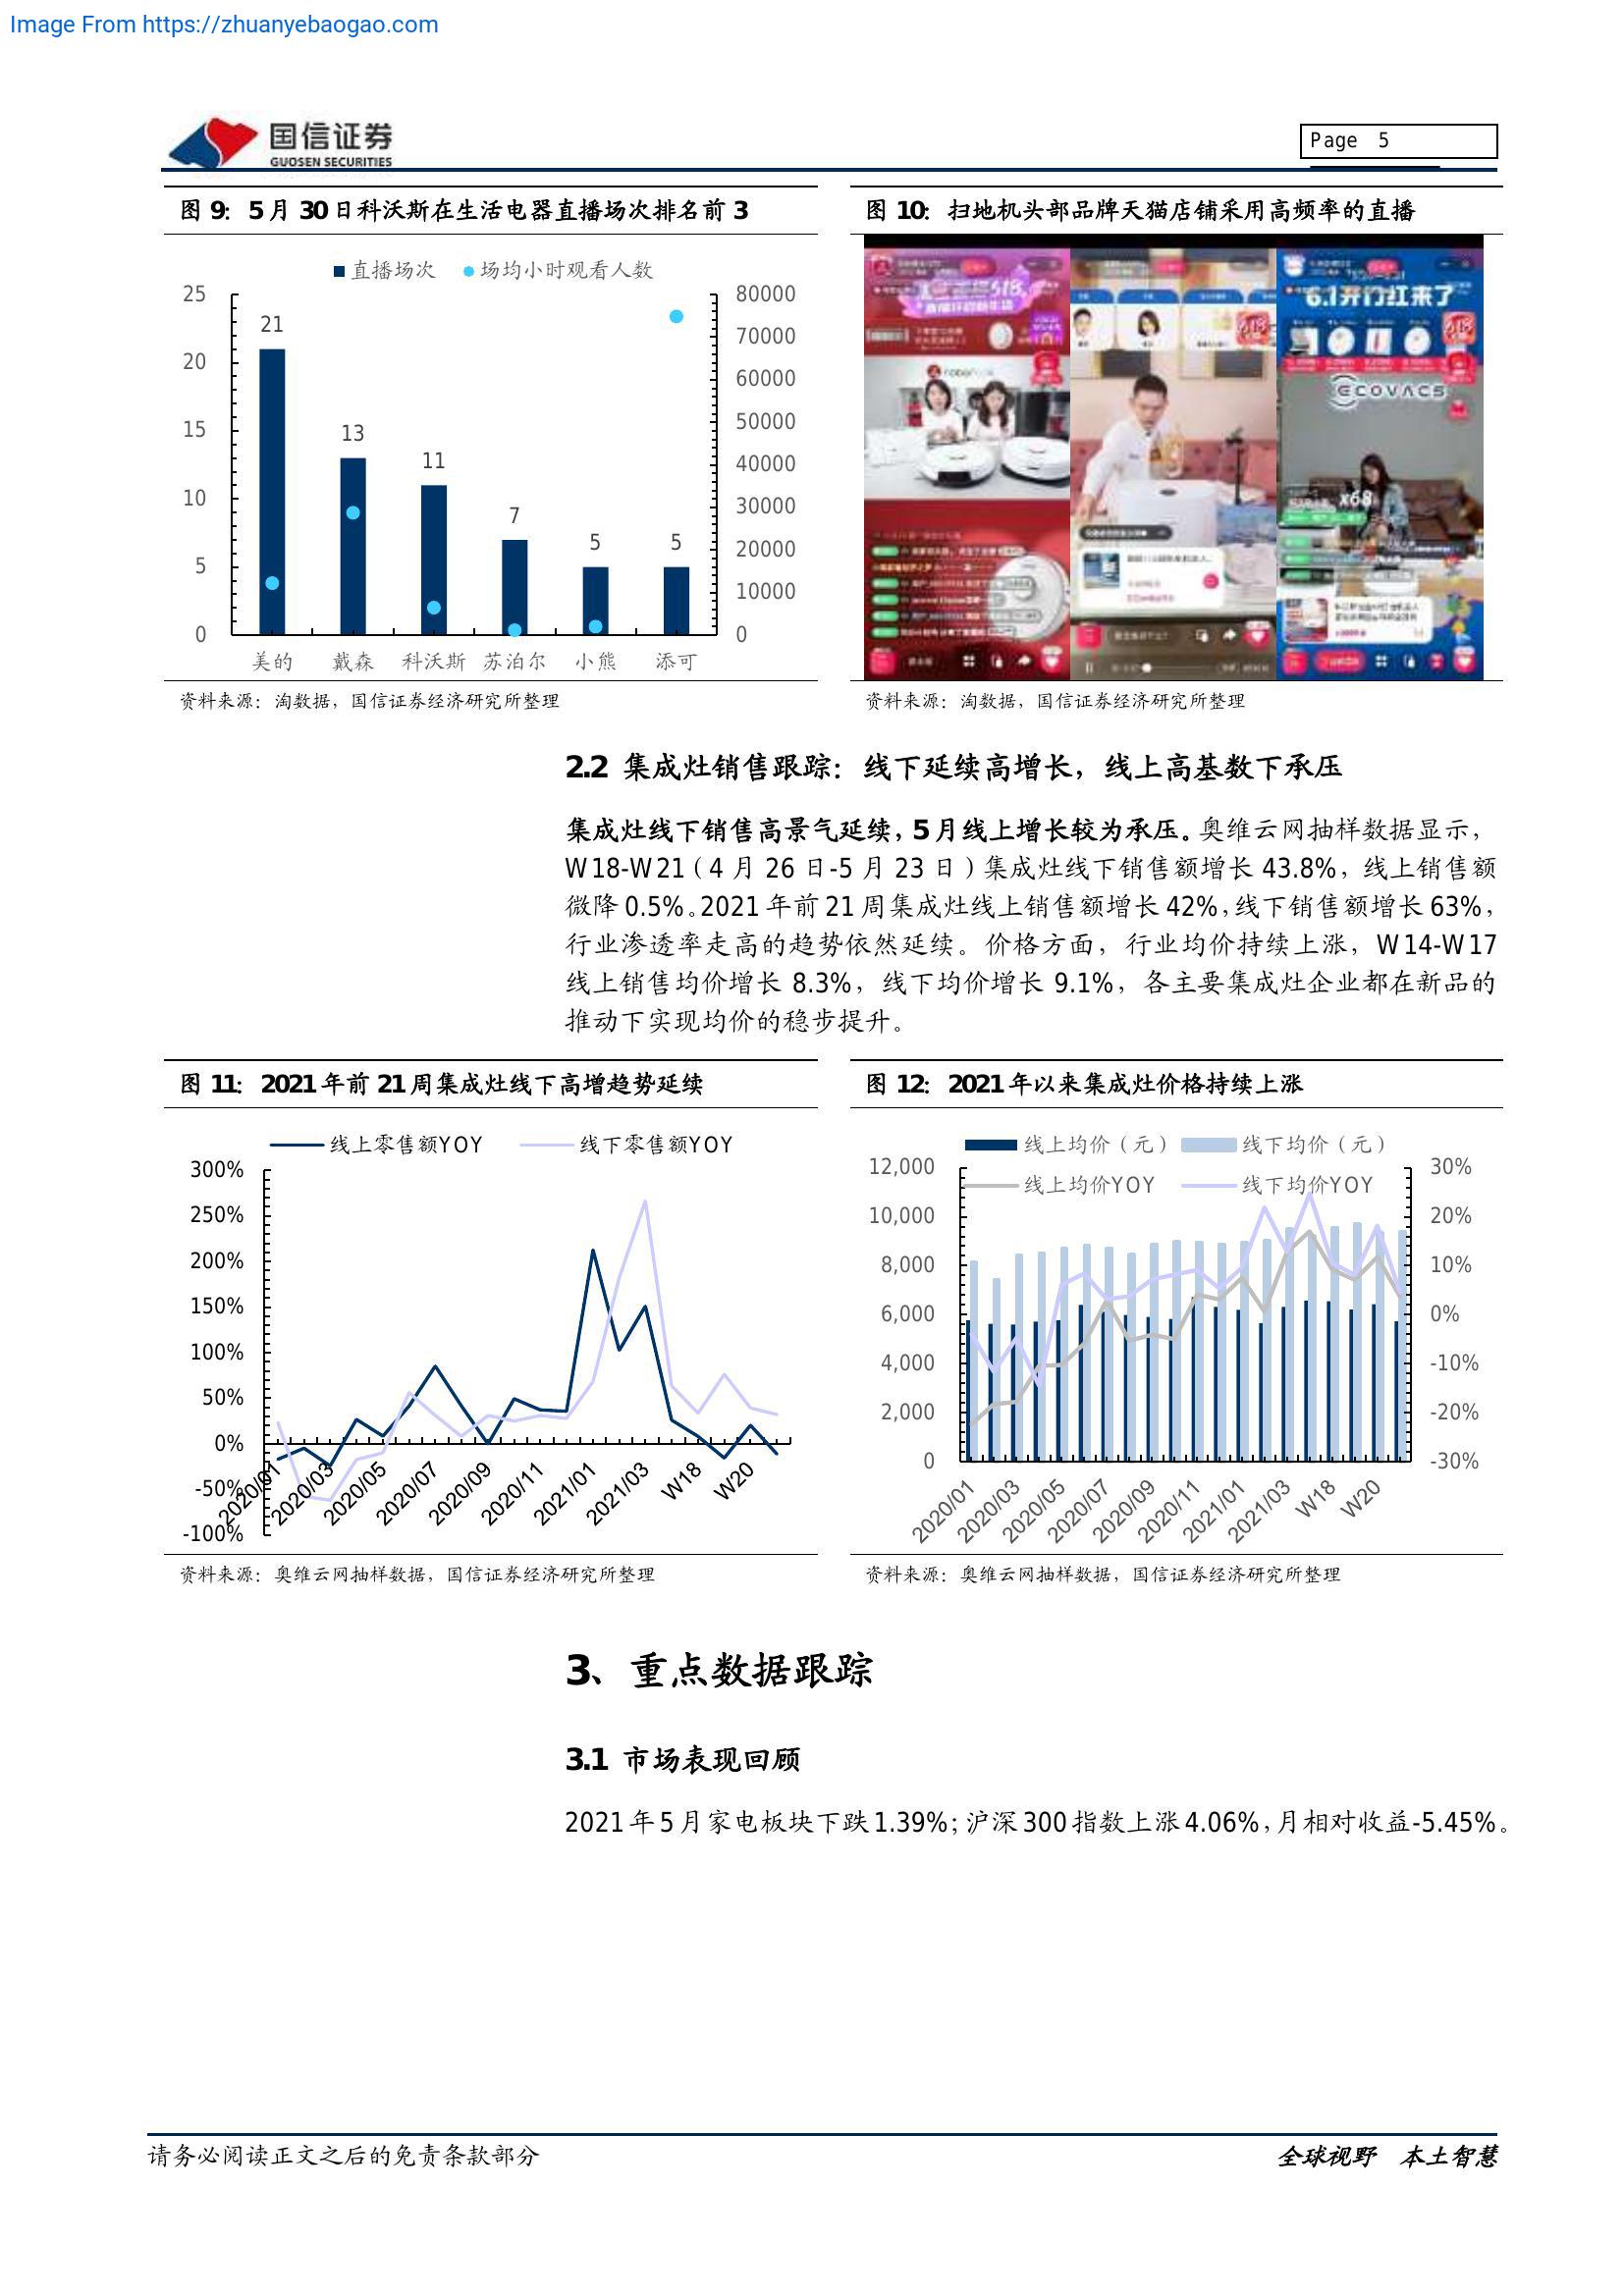 Image From https://zhuanyebaogao.com
国信证券
GUOSEN SECURITIES
Page 5
图 9: 5月30日科沃斯在生活电器直播场次排名前3
直播场次 场均小时观看人数
25
20
15
10
5
0
21
13
11
7
5
5
80000
70000
60000
50000
40000
30000
20000
10000
0
美的 戴森 科沃斯 苏泊尔 小熊 添可
资料来源：淘数据，国信证券经济研究所整理
图 10: 扫地机头部品牌天猫店铺采用高频率的直播
6.1开门红来了
ECOVACS
x68
资料来源：淘数据，国信证券经济研究所整理
2.2 集成灶销售跟踪：线下延续高增长，线上高基数下承压
集成灶线下销售高景气延续，5月线上增长较为承压。奥维云网抽样数据显示，
W18-W21（4月26日-5月23日）集成灶线下销售额增长43.8%，线上销售额
微降0.5%。2021年前21周集成灶线上销售额增长42%，线下销售额增长63%，
行业渗透率走高的趋势依然延续。价格方面，行业均价持续上涨，W14-W17
线上销售均价增长8.3%，线下均价增长9.1%，各主要集成灶企业都在新品的
推动下实现均价的稳步提升。
图 11: 2021年前21周集成灶线下高增趋势延续
线上零售额YOY 线下零售额YOY
300%
250%
200%
150%
100%
50%
0%
-50%
-100%
2020/01 2020/03 2020/05 2020/07 2020/09 2020/11 2021/01 2021/03 W18 W20
资料来源：奥维云网抽样数据，国信证券经济研究所整理
图 12: 2021年以来集成灶价格持续上涨
线上均价（元） 线下均价（元）
线上均价YOY 线下均价YOY
12,000
10,000
8,000
6,000
4,000
2,000
0
30%
20%
10%
0%
-10%
-20%
-30%
2020/01 2020/03 2020/05 2020/07 2020/09 2020/11 2021/01 2021/03 W18 W20
资料来源：奥维云网抽样数据，国信证券经济研究所整理
3、重点数据跟踪
3.1 市场表现回顾
2021年5月家电板块下跌1.39%；沪深300指数上涨4.06%，月相对收益-5.45%。
请务必阅读正文之后的免责条款部分
全球视野 本土智慧